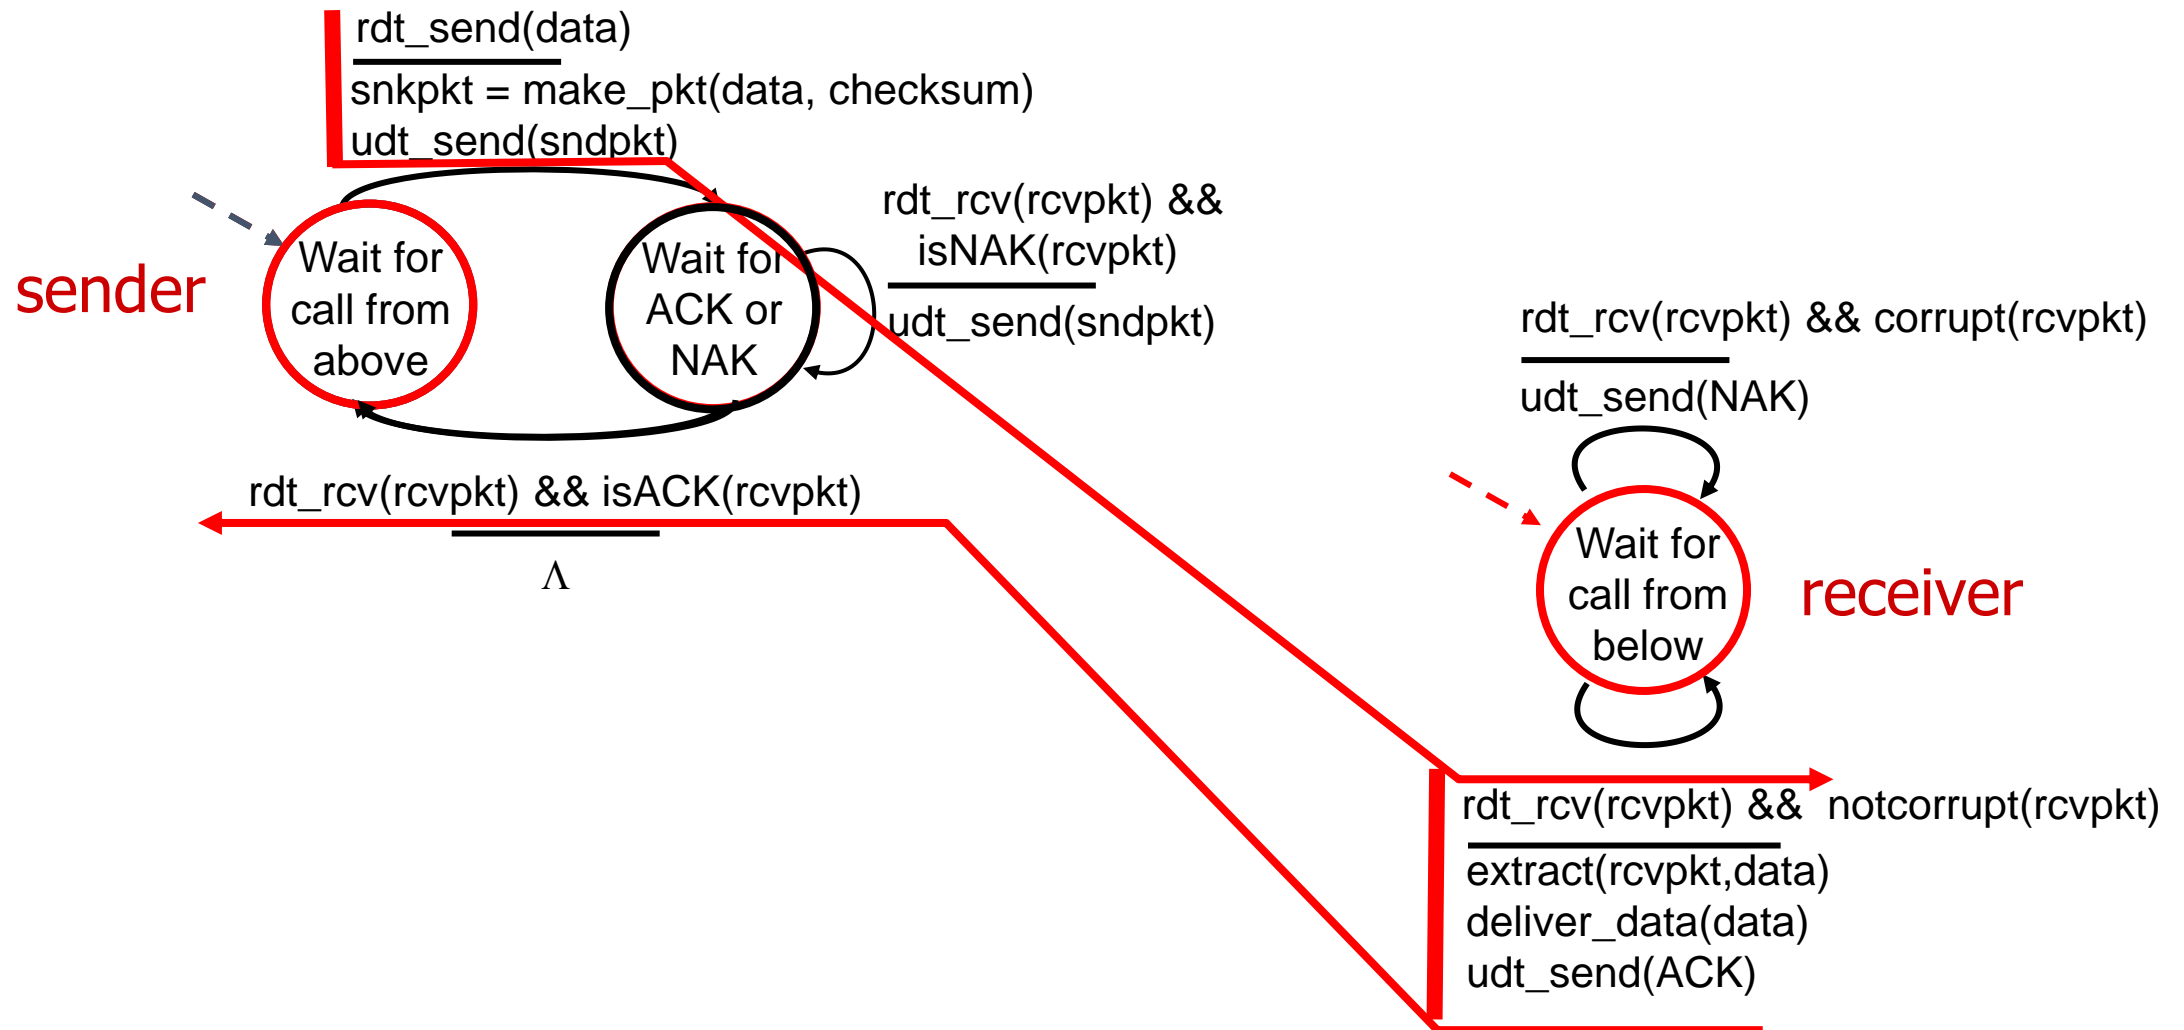 rdt_send(data)
snkpkt = make_pkt(data, checksum)
udt_send(sndpkt)
sender
Wait for
call from
above
Wait for
ACK or
NAK
rdt_rcv(rcvpkt) &&
isNAK(rcvpkt)
udt_send(sndpkt)
rdt_rcv(rcvpkt) && isACK(rcvpkt)
Λ
rdt_rcv(rcvpkt) && corrupt(rcvpkt)
udt_send(NAK)
Wait for
call from
below
receiver
rdt_rcv(rcvpkt) && notcorrupt(rcvpkt)
extract(rcvpkt,data)
deliver_data(data)
udt_send(ACK)